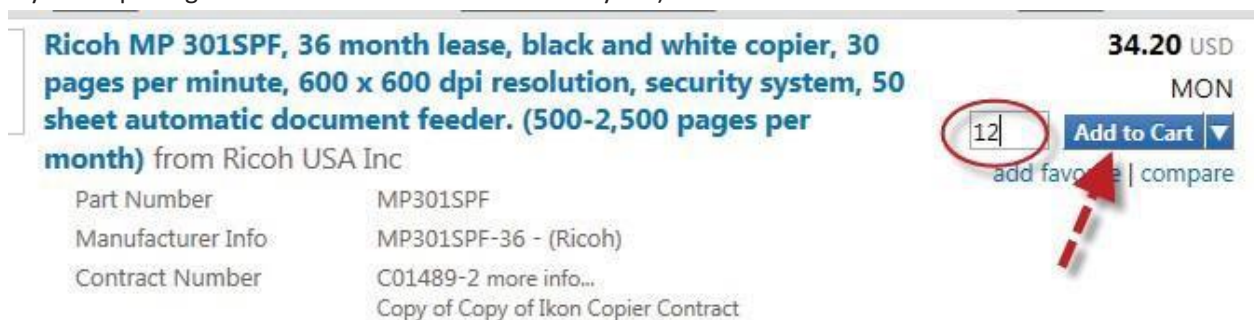 Ricoh MP 301SPF, 36 month lease, black and white copier, 30
pages per minute, 600 x 600 dpi resolution, security system, 50
sheet automatic document feeder. (500-2,500 pages per
month) from Ricoh USA Inc
34.20 USD
MON
12 Add to Cart
add | compare
Part Number MP301SPF
Manufacturer Info MP301SPF-36 - (Ricoh)
Contract Number C01489-2 more info...
Copy of Copy of Ikon Copier Contract